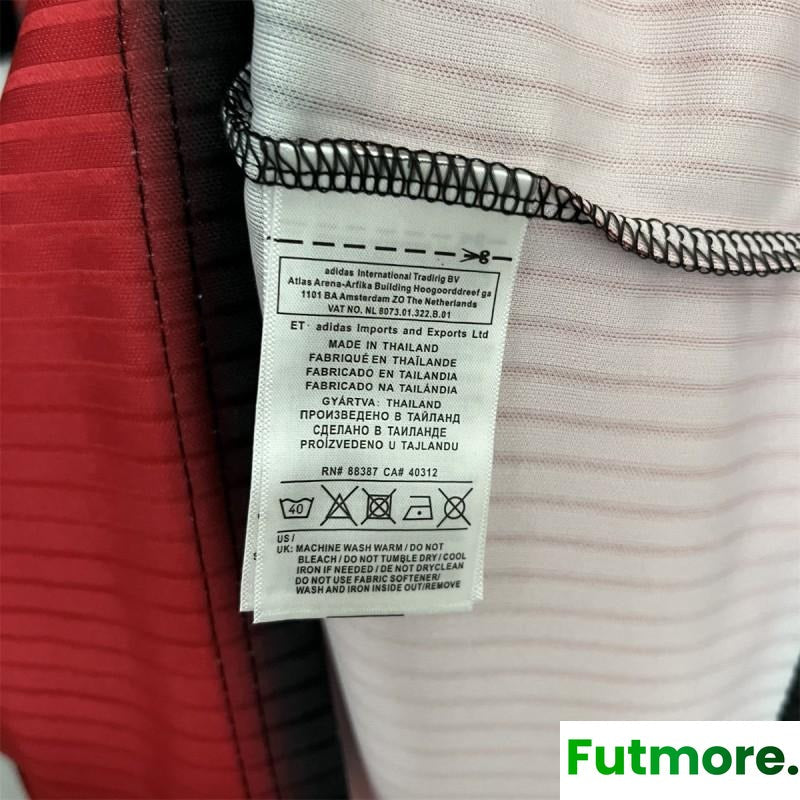 adidas International Tradirig BV
Atlas Arena-Arfika Building Hoogoorddreef ga
1101 BA Amsterdam ZO The Netherlands
VAT NO. NL 8073.01.322.B.01
ET· adidas Imports and Exports Ltd
MADE IN THAILAND
FABRIQUÉ EN THAÏLANDE
FABRICADO EN TAILANDIA
FABRICADO NA TAILÂNDIA
GYÁRTVA: THAILAND
ПРОИЗВЕДЕНО В ТАЙЛАНД
СДЕЛАНО В ТАИЛАНДЕ
PROİZVEDENO U TAJLANDU
RN# 88387 CA# 40312
40
US /
UK: MACHINE WASH WARM / DO NOT
BLEACH / DO NOT TUMBLE DRY / COOL
IRON IF NEEDED / DE NOT DRYCLEAN
DO NOT USE FABRIC SOFTENER/
WASH AND IRON INSIDE OUT/REMOVE
Futmore.